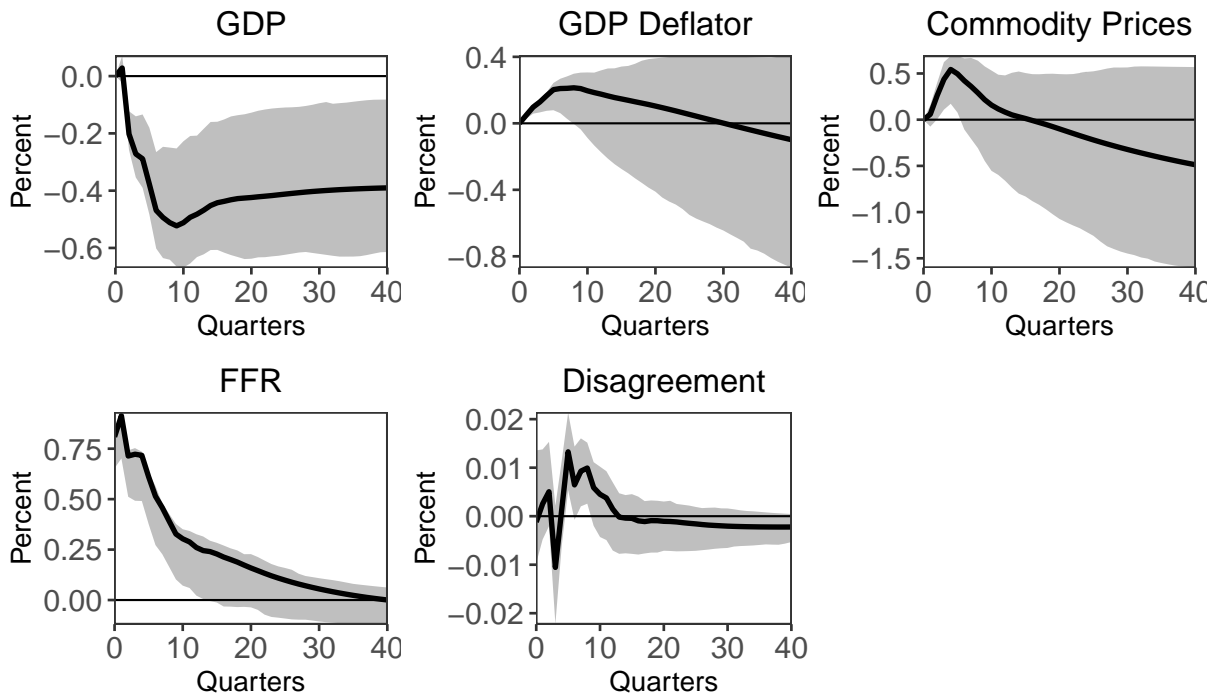 GDP
GDP Deflator
Commodity Prices
Percent
0.0
−0.2
−0.4
−0.6
0 10 20 30 40
Quarters
Percent
0.4
0.0
−0.4
−0.8
0 10 20 30 40
Quarters
Percent
0.5
0.0
−0.5
−1.0
−1.5
0 10 20 30 40
Quarters
FFR
Disagreement
Percent
0.75
0.50
0.25
0.00
0 10 20 30 40
Quarters
Percent
0.02
0.01
0.00
−0.01
−0.02
0 10 20 30 40
Quarters